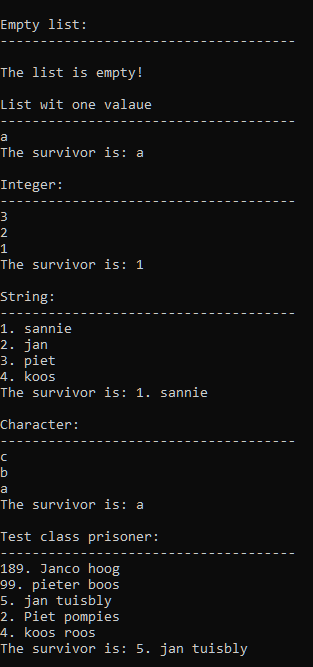 Empty list:
-------------------------------------
The list is empty!
List wit one valaue
-------------------------------------
a
The survivor is: a
Integer:
-------------------------------------
3
2
1
The survivor is: 1
String:
-------------------------------------
1. sannie
2. jan
3. piet
4. koos
The survivor is: 1. sannie
Character:
-------------------------------------
c
b
a
The survivor is: a
Test class prisoner:
-------------------------------------
189. Janco hoog
99. pieter boos
5. jan tuisbly
2. Piet pompies
4. koos roos
The survivor is: 5. jan tuisbly